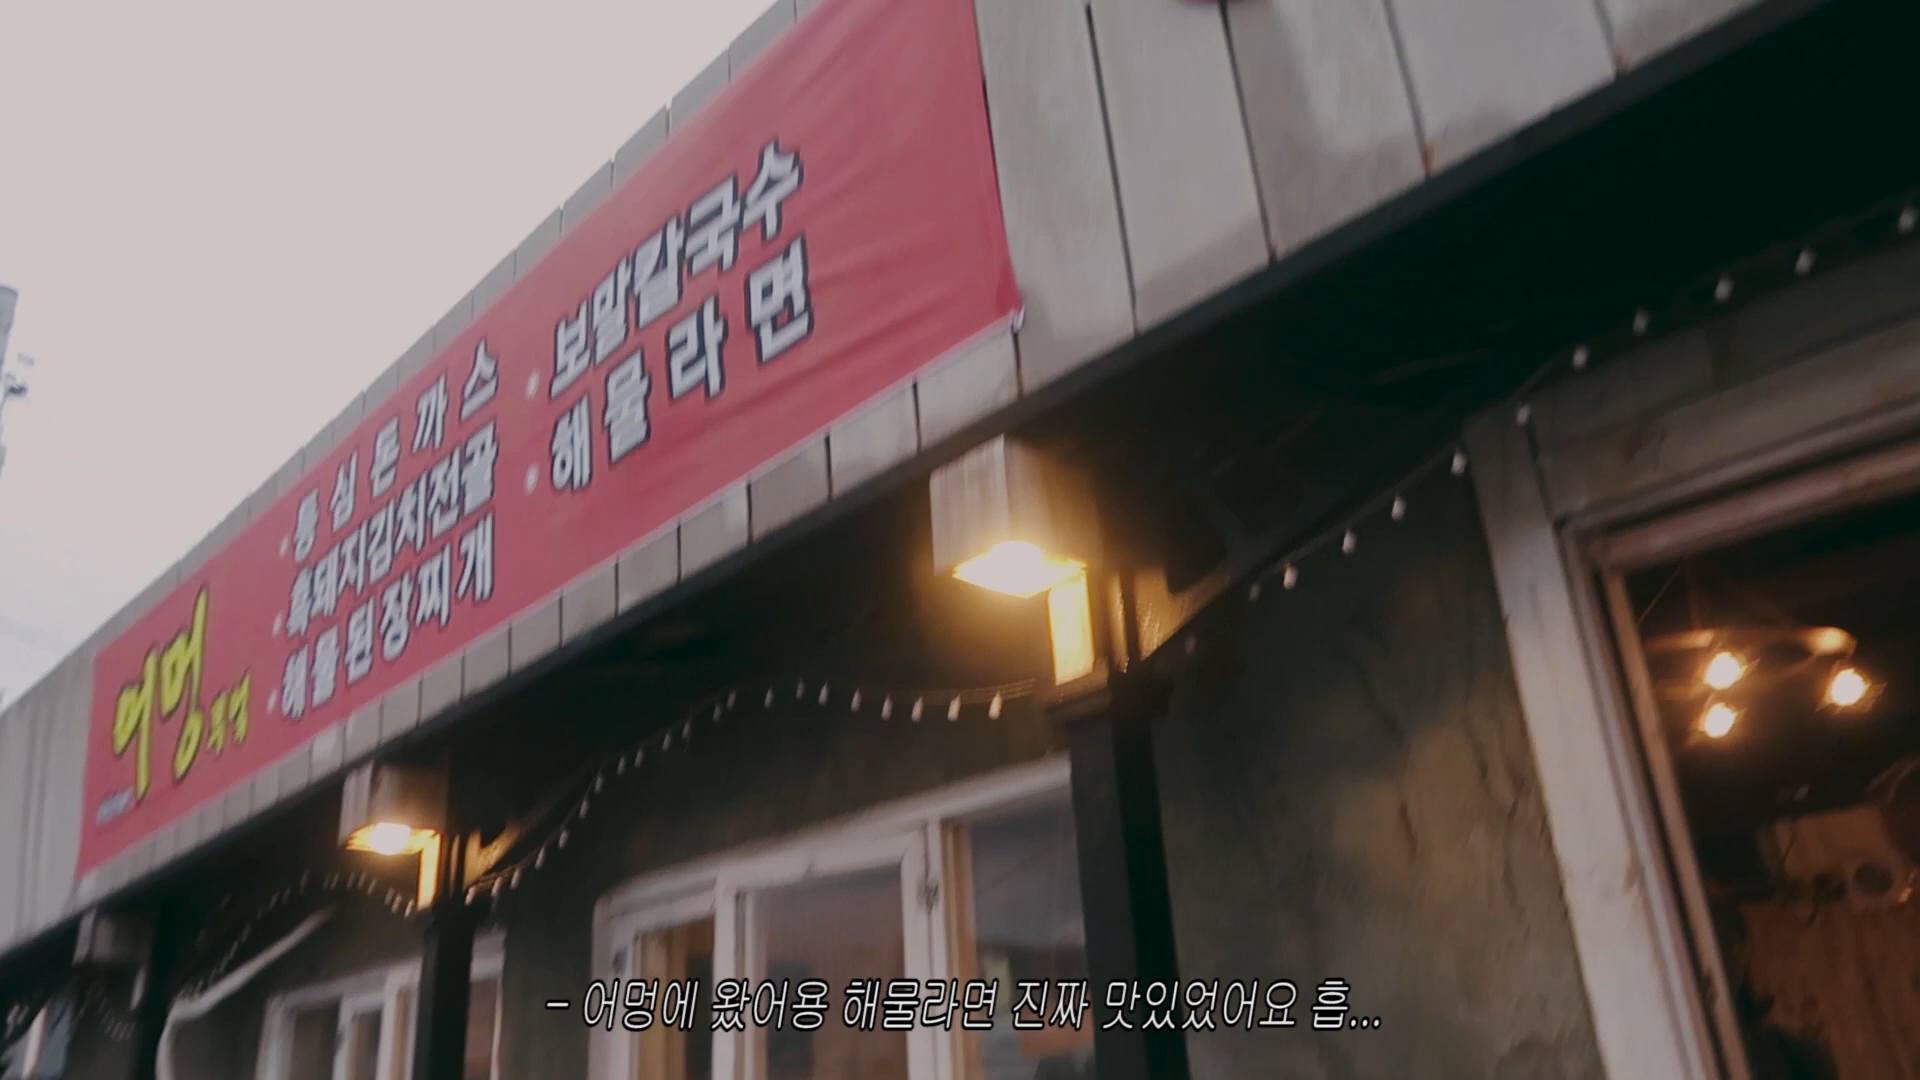 어멍
· 등심돈까스
· 흑돼지김치전골
· 해물된장찌개
· 보말칼국수
· 해물라면
- 어멍에 왔어용 해물라면 진짜 맛있었어요 흡...